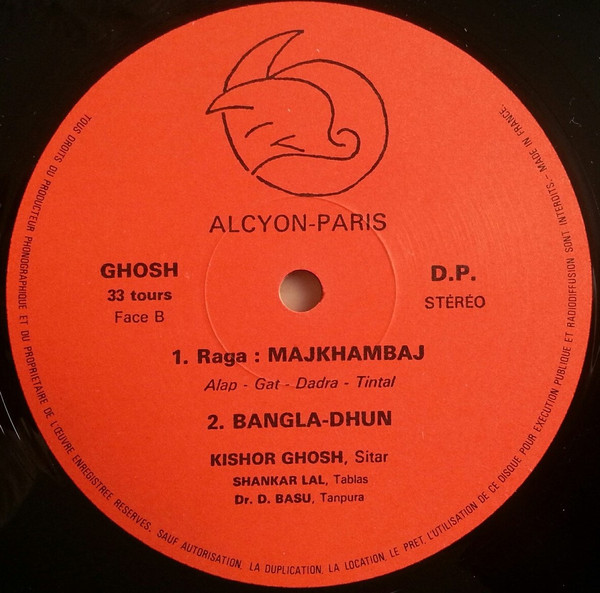 ALCYON-PARIS
GHOSH
33 tours
Face B
D.P.
STÉRÉO
1. Raga : MAJKHAMBAJ
Alap - Gat - Dadra - Tintal
2. BANGLA-DHUN
KISHOR GHOSH, Sitar
SHANKAR LAL, Tablas
Dr. D. BASU, Tanpura
TOUS DROITS DU PRODUCTEUR PHONOGRAPHIQUE ET DU PROPRIETAIRE DE L'ŒUVRE ENREGISTREE RESERVES. SAUF AUTORISATION, LA DUPLICATION, LA LOCATION, LE PRET, L'UTILISATION DE CE DISQUE POUR EXECUTION PUBLIQUE ET RADIODIFFUSION SONT INTERDITS. - MADE IN FRANCE.